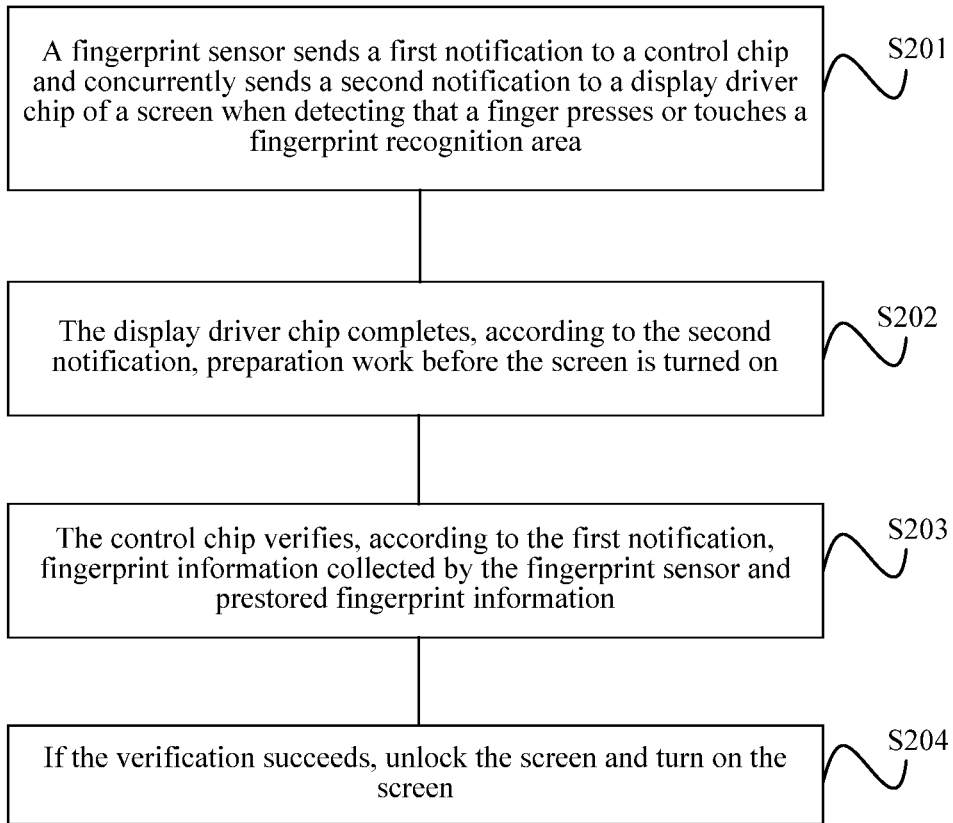 A fingerprint sensor sends a first notification to a control chip
and concurrently sends a second notification to a display driver
chip of a screen when detecting that a finger presses or touches a
fingerprint recognition area
S201
The display driver chip completes, according to the second
notification, preparation work before the screen is turned on
S202
The control chip verifies, according to the first notification,
fingerprint information collected by the fingerprint sensor and
prestored fingerprint information
S203
If the verification succeeds, unlock the screen and turn on the
screen
S204